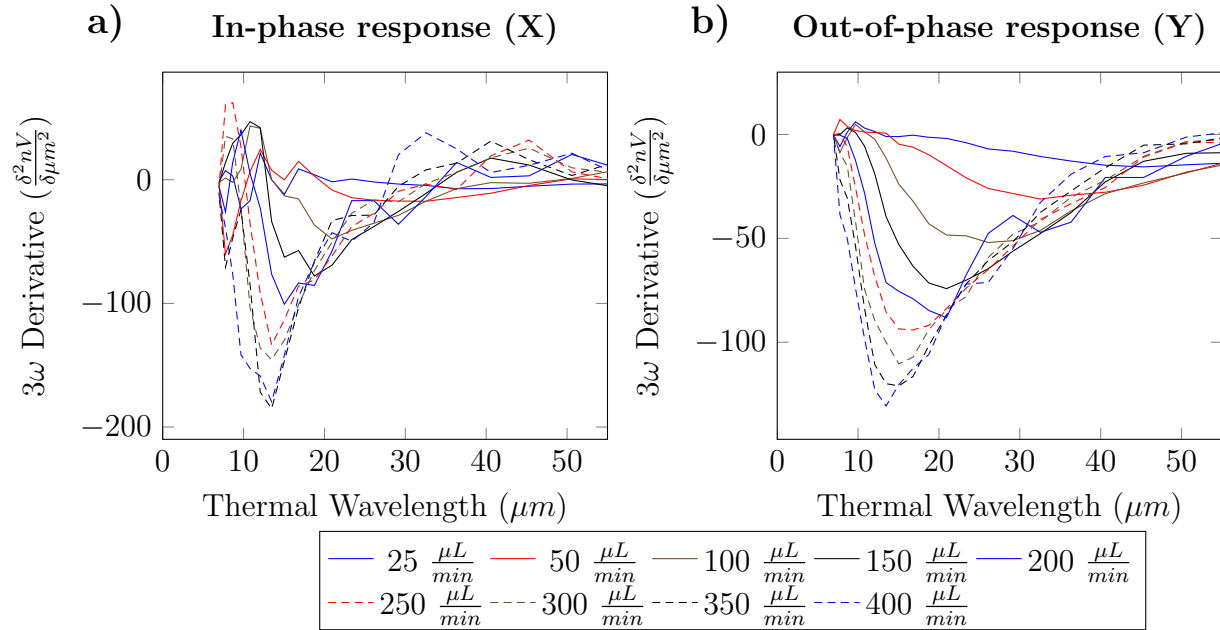 a) In-phase response (X)
b) Out-of-phase response (Y)
3ω Derivative (δ²nV/δμm²)
0
−100
−200
0 10 20 30 40 50
Thermal Wavelength (μm)
3ω Derivative (δ²nV/δμm²)
0
−50
−100
0 10 20 30 40 50
Thermal Wavelength (μm)
25 μL/min 50 μL/min 100 μL/min 150 μL/min 200 μL/min
250 μL/min 300 μL/min 350 μL/min 400 μL/min